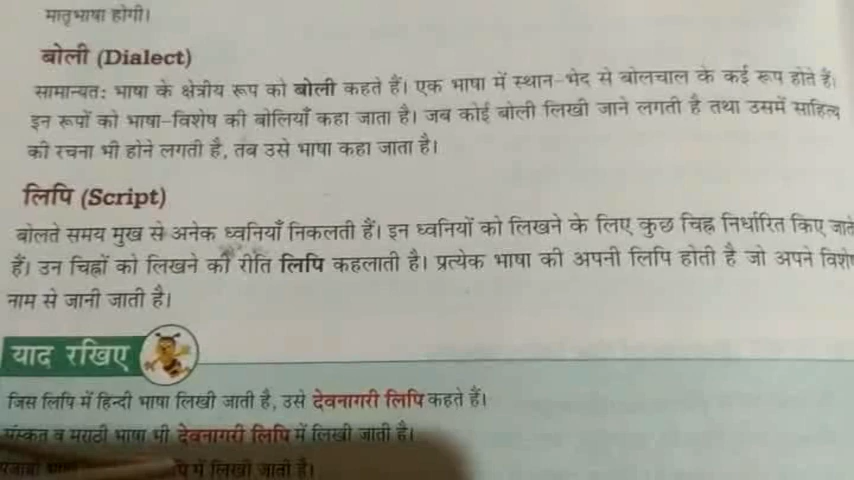 मातृभाषा होगी।
बोली (Dialect)
सामान्यतः भाषा के क्षेत्रीय रूप को बोली कहते हैं। एक भाषा में स्थान-भेद से बोलचाल के कई रूप होते हैं।
इन रूपों को भाषा-विशेष की बोलियाँ कहा जाता है। जब कोई बोली लिखी जाने लगती है तथा उसमें साहित्य
की रचना भी होने लगती है, तब उसे भाषा कहा जाता है।
लिपि (Script)
बोलते समय मुख से अनेक ध्वनियाँ निकलती हैं। इन ध्वनियों को लिखने के लिए कुछ चिह्न निर्धारित किए जाते
हैं। उन चिह्नों को लिखने की रीति लिपि कहलाती है। प्रत्येक भाषा की अपनी लिपि होती है जो अपने विशेष
नाम से जानी जाती है।
याद रखिए
जिस लिपि में हिन्दी भाषा लिखी जाती है, उसे देवनागरी लिपि कहते हैं।
संस्कृत व मराठी भाषा भी देवनागरी लिपि में लिखी जाती है।
में लिखी जाती है।